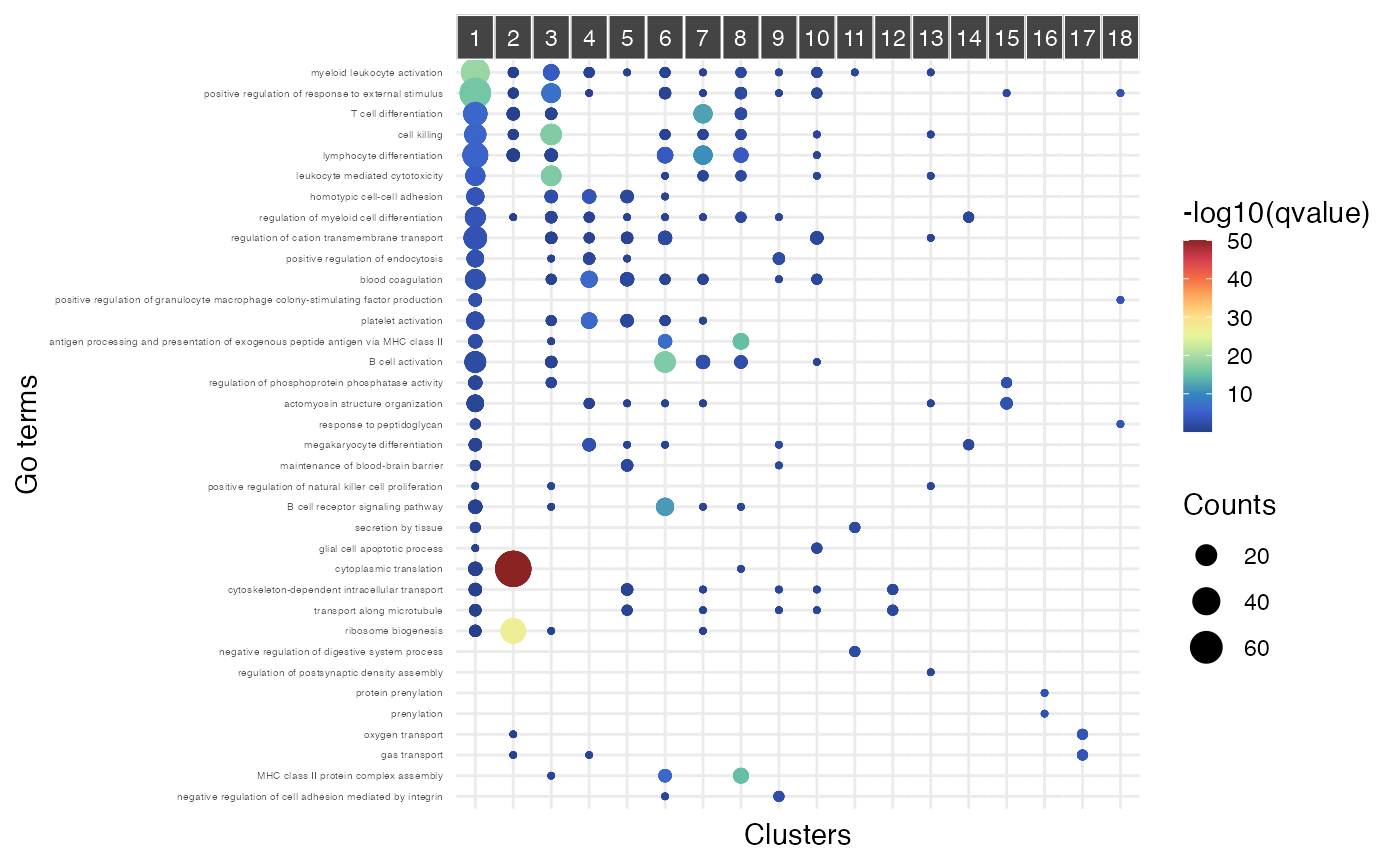 1 2 3 4 5 6 7 8 9 10 11 12 13 14 15 16 17 18
myeloid leukocyte activation
positive regulation of response to external stimulus
T cell differentiation
cell killing
lymphocyte differentiation
leukocyte mediated cytotoxicity
homotypic cell-cell adhesion
regulation of myeloid cell differentiation
regulation of cation transmembrane transport
positive regulation of endocytosis
blood coagulation
positive regulation of granulocyte macrophage colony-stimulating factor production
platelet activation
antigen processing and presentation of exogenous peptide antigen via MHC class II
B cell activation
regulation of phosphoprotein phosphatase activity
actomyosin structure organization
response to peptidoglycan
megakaryocyte differentiation
maintenance of blood-brain barrier
positive regulation of natural killer cell proliferation
B cell receptor signaling pathway
secretion by tissue
glial cell apoptotic process
cytoplasmic translation
cytoskeleton-dependent intracellular transport
transport along microtubule
ribosome biogenesis
negative regulation of digestive system process
regulation of postsynaptic density assembly
protein prenylation
prenylation
oxygen transport
gas transport
MHC class II protein complex assembly
negative regulation of cell adhesion mediated by integrin
Go terms
Clusters
-log10(qvalue)
50
40
30
20
10
Counts
20
40
60